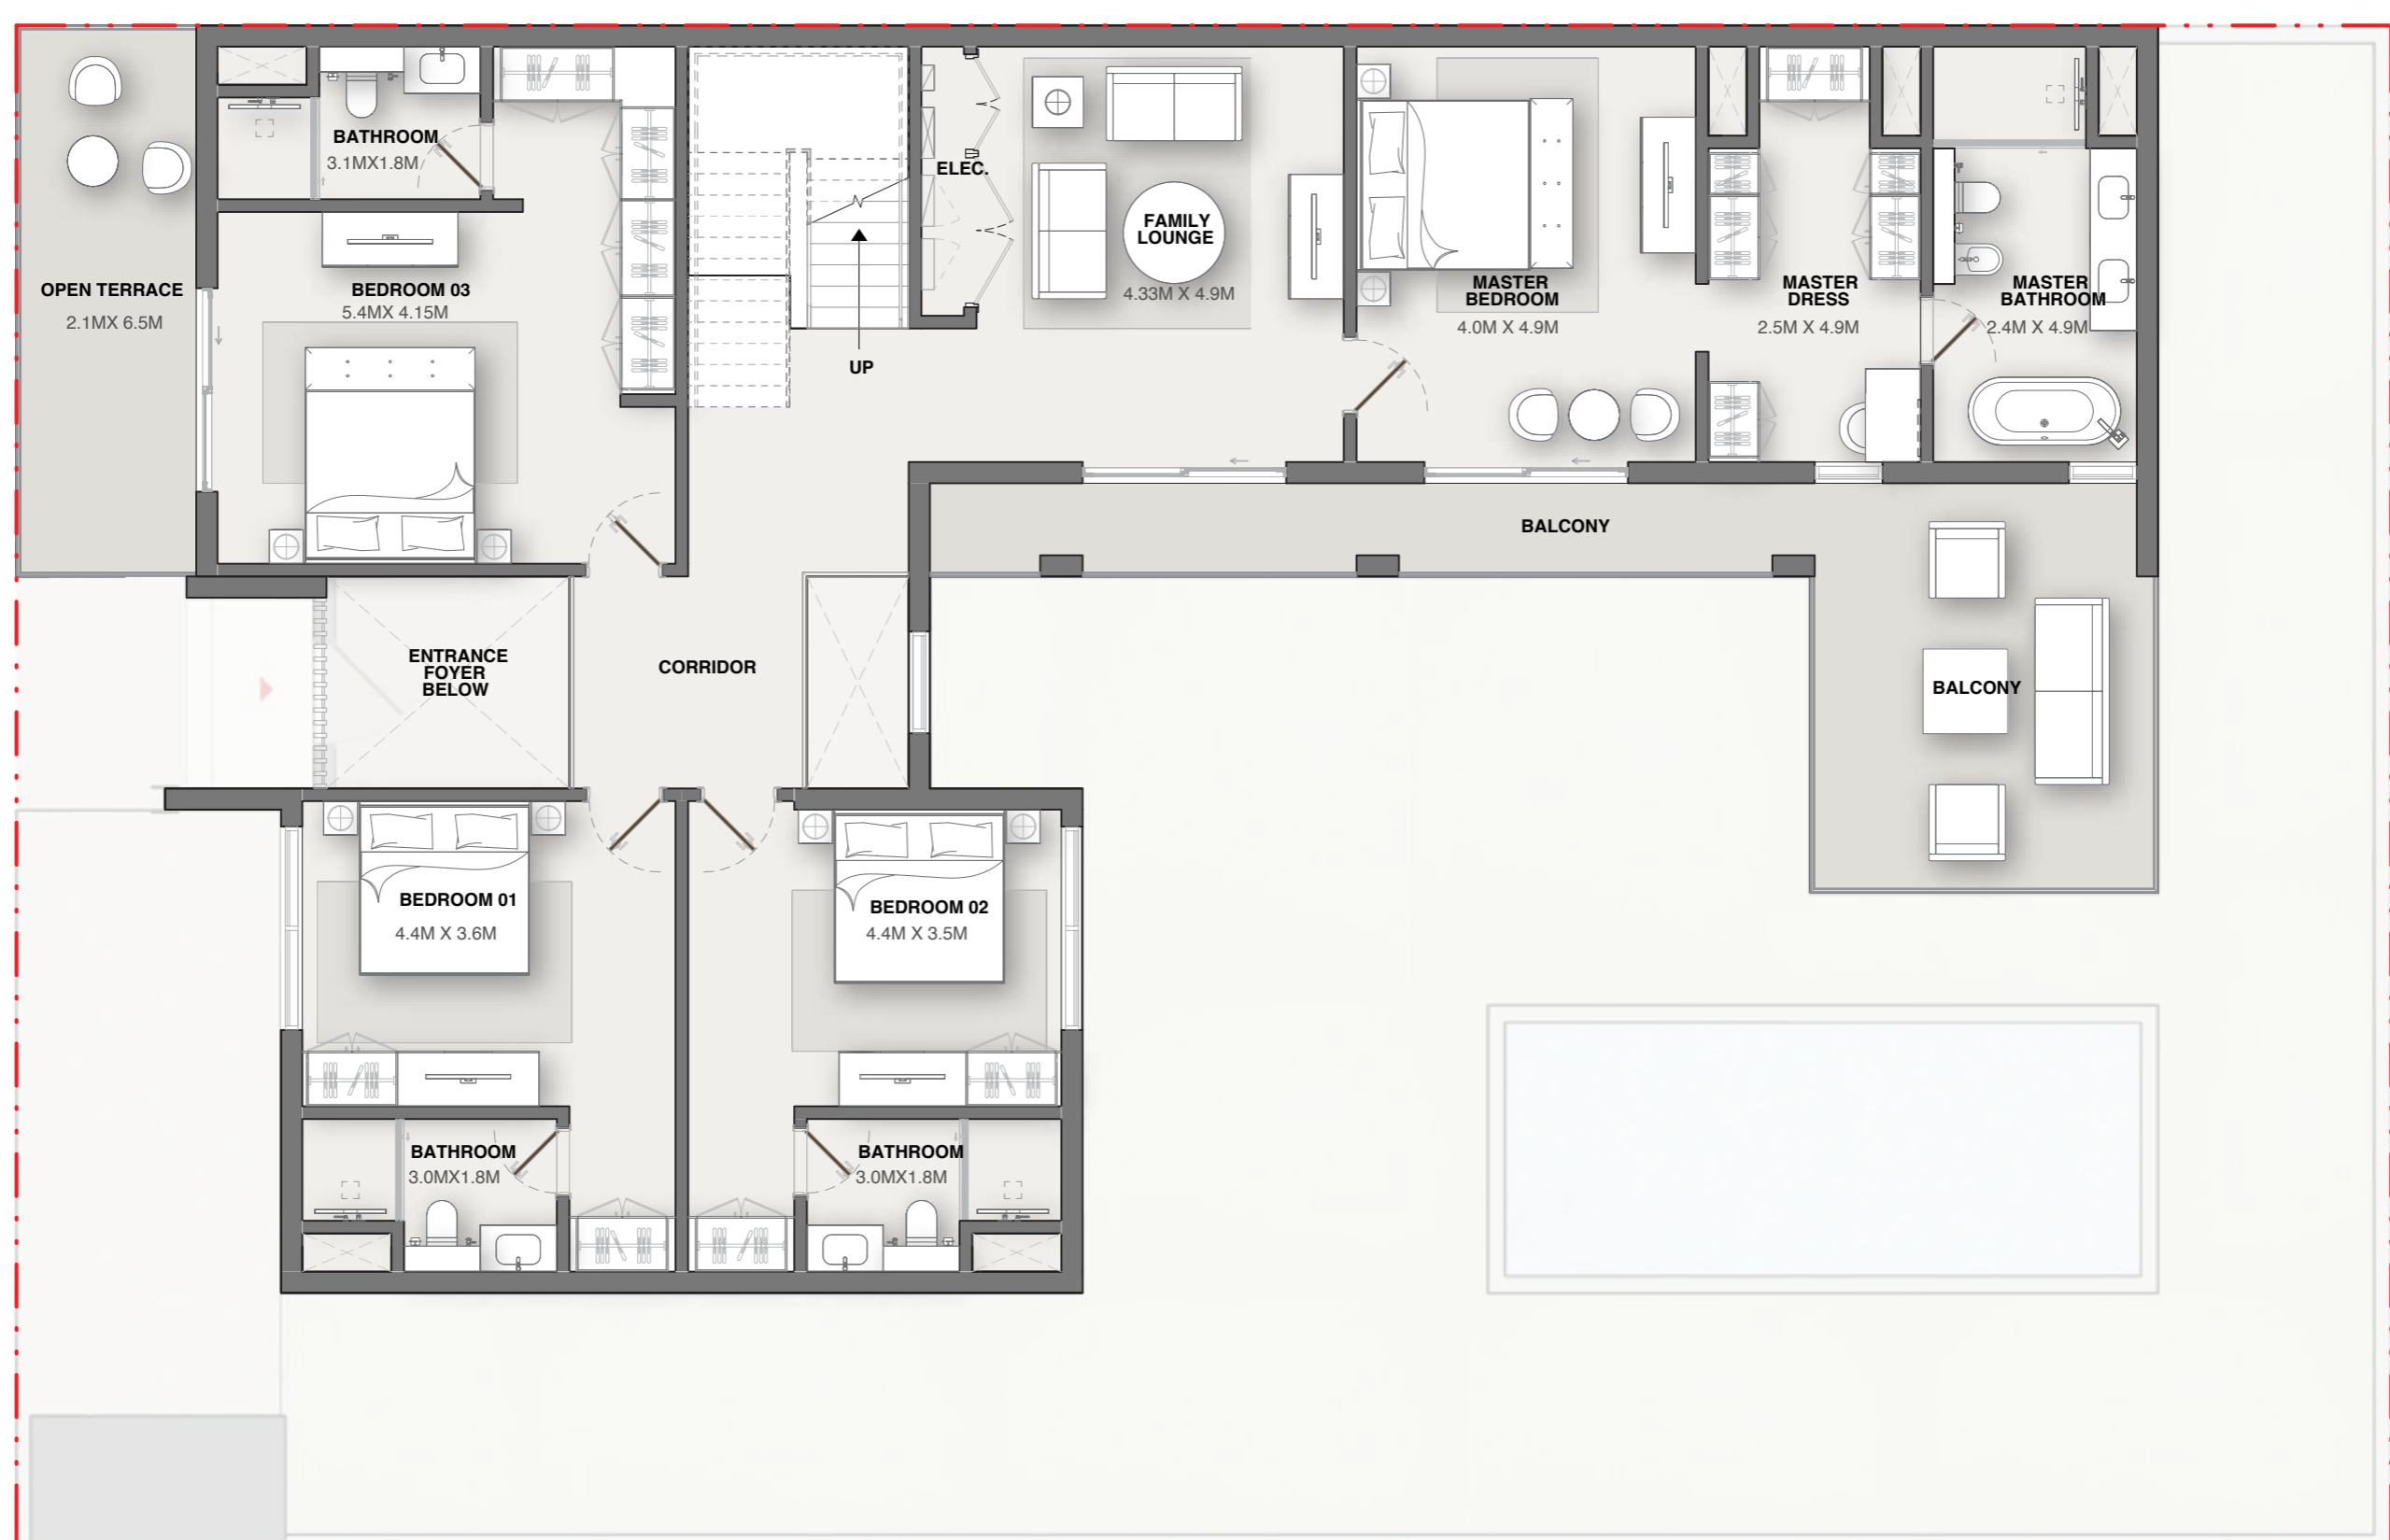 BATHROOM
3.1MX1.8M
ELEC.
FAMILY
LOUNGE
4.33M X 4.9M
OPEN TERRACE
2.1MX 6.5M
BEDROOM 03
5.4MX 4.15M
UP
MASTER
BEDROOM
4.0M X 4.9M
MASTER
DRESS
2.5M X 4.9M
MASTER
BATHROOM
2.4M X 4.9M
BALCONY
ENTRANCE
FOYER
BELOW
CORRIDOR
BALCONY
BEDROOM 01
4.4M X 3.6M
BEDROOM 02
4.4M X 3.5M
BATHROOM
3.0MX1.8M
BATHROOM
3.0MX1.8M